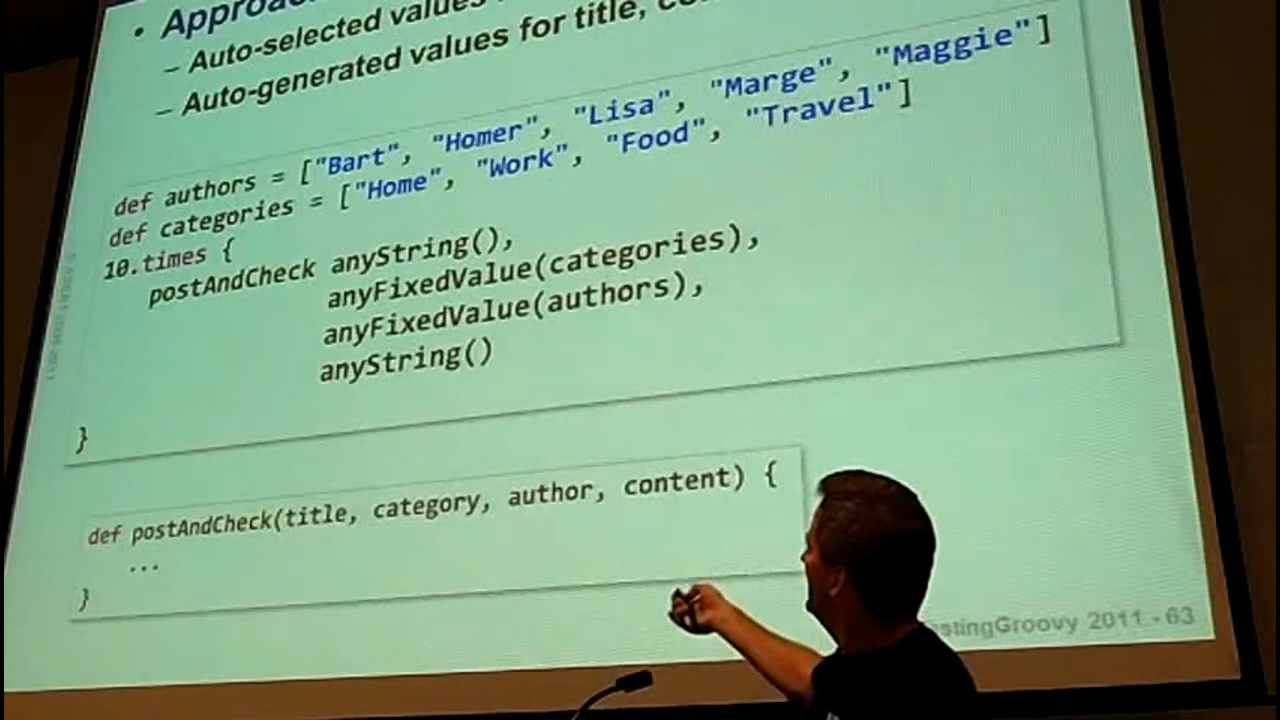 • Approac
– Auto-selected values
– Auto-generated values for title, co
def authors = ["Bart", "Homer", "Lisa", "Marge", "Maggie"]
def categories = ["Home", "Work", "Food", "Travel"]
10.times {
postAndCheck anyString(),
anyFixedValue(categories),
anyFixedValue(authors),
anyString()
}
def postAndCheck(title, category, author, content) {
...
}
stingGroovy 2011 - 63